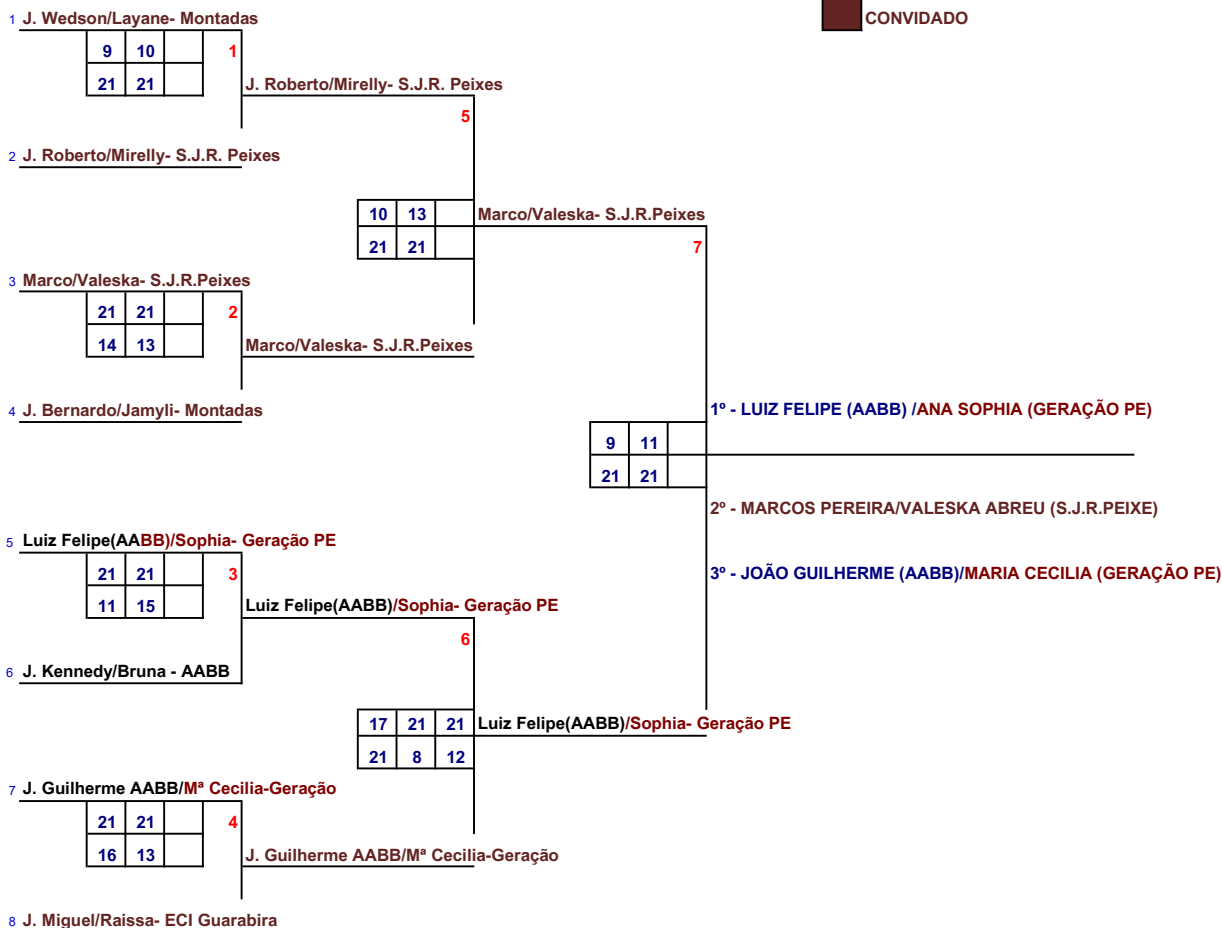 CONVIDADO
1 J. Wedson/Layane- Montadas
9 10 1
21 21
J. Roberto/Mirelly- S.J.R. Peixes
5
2 J. Roberto/Mirelly- S.J.R. Peixes
10 13
Marco/Valeska- S.J.R.Peixes
21 21
7
3 Marco/Valeska- S.J.R.Peixes
21 21 2
14 13
Marco/Valeska- S.J.R.Peixes
4 J. Bernardo/Jamyli- Montadas
1º - LUIZ FELIPE (AABB) /ANA SOPHIA (GERAÇÃO PE)
9 11
21 21
2º - MARCOS PEREIRA/VALESKA ABREU (S.J.R.PEIXE)
5 Luiz Felipe(AABB)/Sophia- Geração PE
21 21 3
3º - JOÃO GUILHERME (AABB)/MARIA CECILIA (GERAÇÃO PE)
11 15
Luiz Felipe(AABB)/Sophia- Geração PE
6
6 J. Kennedy/Bruna - AABB
17 21 21
Luiz Felipe(AABB)/Sophia- Geração PE
21 8 12
7 J. Guilherme AABB/Mª Cecilia-Geração
21 21 4
16 13
J. Guilherme AABB/Mª Cecilia-Geração
8 J. Miguel/Raissa- ECI Guarabira